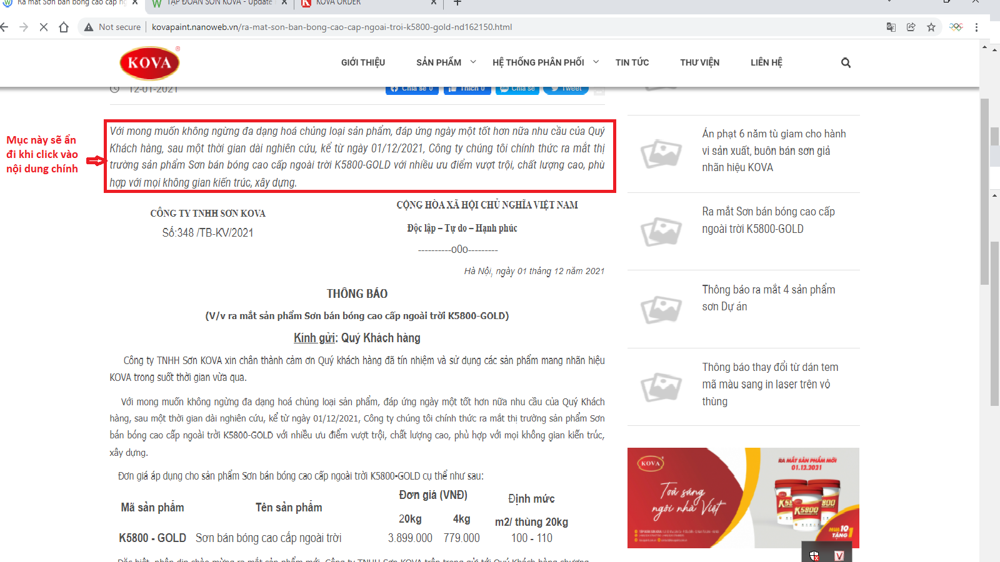 Ra mắt Sơn bán bóng cao cấp ng
TẬP ĐOÀN SƠN KOVA - Update
KOVA ORDER
Not secure
kovapaint.nanoweb.vn/ra-mat-son-ban-bong-cao-cap-ngoai-troi-k5800-gold-nd162150.html
KOVA
®
GIỚI THIỆU
SẢN PHẨM
HỆ THỐNG PHÂN PHỐI
TIN TỨC
THƯ VIỆN
LIÊN HỆ
12-01-2021
Chia sẻ 0
Thích 0
Chia sẻ
Tweet
Mục này sẽ ẩn
đi khi click vào
nội dung chính
Với mong muốn không ngừng đa dạng hoá chủng loại sản phẩm, đáp ứng ngày một tốt hơn nữa nhu cầu của Quý
Khách hàng, sau một thời gian dài nghiên cứu, kể từ ngày 01/12/2021, Công ty chúng tôi chính thức ra mắt thị
trường sản phẩm Sơn bán bóng cao cấp ngoài trời K5800-GOLD với nhiều ưu điểm vượt trội, chất lượng cao, phù
hợp với mọi không gian kiến trúc, xây dựng.
CÔNG TY TNHH SƠN KOVA
Số:348 /TB-KV/2021
CỘNG HÒA XÃ HỘI CHỦ NGHĨA VIỆT NAM
Độc lập – Tự do – Hạnh phúc
----------o0o---------
Hà Nội, ngày 01 tháng 12 năm 2021
THÔNG BÁO
(V/v ra mắt sản phẩm Sơn bán bóng cao cấp ngoài trời K5800-GOLD)
Kính gửi: Quý Khách hàng
Công ty TNHH Sơn KOVA xin chân thành cảm ơn Quý khách hàng đã tín nhiệm và sử dụng các sản phẩm mang nhãn hiệu
KOVA trong suốt thời gian vừa qua.
Với mong muốn không ngừng đa dạng hoá chủng loại sản phẩm, đáp ứng ngày một tốt hơn nữa nhu cầu của Quý Khách
hàng, sau một thời gian dài nghiên cứu, kể từ ngày 01/12/2021, Công ty chúng tôi chính thức ra mắt thị trường sản phẩm Sơn
bán bóng cao cấp ngoài trời K5800-GOLD với nhiều ưu điểm vượt trội, chất lượng cao, phù hợp với mọi không gian kiến trúc,
xây dựng.
Đơn giá áp dụng cho sản phẩm Sơn bán bóng cao cấp ngoài trời K5800-GOLD cụ thể như sau:
Mã sản phẩm
Tên sản phẩm
Đơn giá (VNĐ)
Định mức
20kg
4kg
m2/ thùng 20kg
K5800 - GOLD
Sơn bán bóng cao cấp ngoài trời
3.899.000
779.000
100 - 110
Đặc biệt, nhân dịp chào mừng ra mắt sản phẩm mới, Công ty TNHH Sơn KOVA trân trọng gửi tới Quý Khách hàng chương
Án phạt 6 năm tù giam cho hành
vi sản xuất, buôn bán sơn giả
nhãn hiệu KOVA
Ra mắt Sơn bán bóng cao cấp
ngoài trời K5800-GOLD
Thông báo ra mắt 4 sản phẩm
sơn Dự án
Thông báo thay đổi từ dán tem
mã màu sang in laser trên vỏ
thùng
KOVA
Toả sáng
ngôi nhà Việt
RA MẮT SẢN PHẨM MỚI
01.12.2021
K5800
MUA 10
TẶNG 1